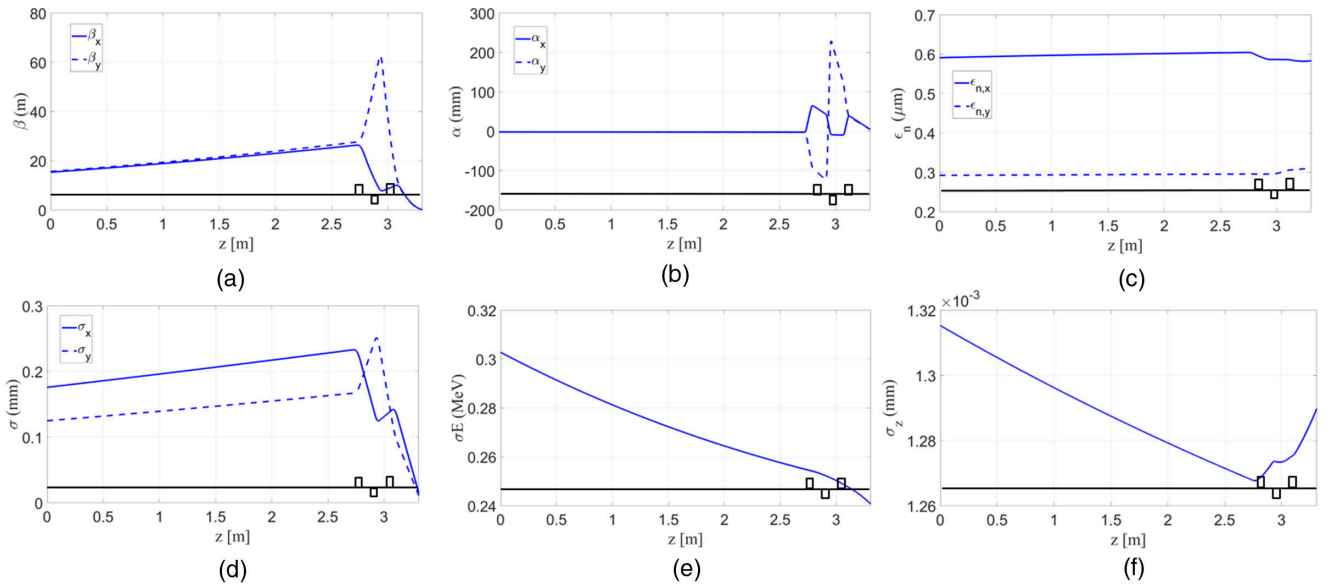 80
60
40
20
0
β (m)
βx
βy
0 0.5 1 1.5 2 2.5 3
z [m]
(a)
300
200
100
0
-100
-200
α (mm)
αx
αy
0 0.5 1 1.5 2 2.5 3
z [m]
(b)
0.7
0.6
0.5
0.4
0.3
0.2
ϵn (μm)
ϵn,x
ϵn,y
0 0.5 1 1.5 2 2.5 3
z [m]
(c)
0.3
0.2
0.1
0
σ (mm)
σx
σy
0 0.5 1 1.5 2 2.5 3
z [m]
(d)
0.32
0.3
0.28
0.26
0.24
σE (MeV)
0 0.5 1 1.5 2 2.5 3
z [m]
(e)
×10-3
1.32
1.3
1.28
1.26
σz (mm)
0 0.5 1 1.5 2 2.5 3
z [m]
(f)